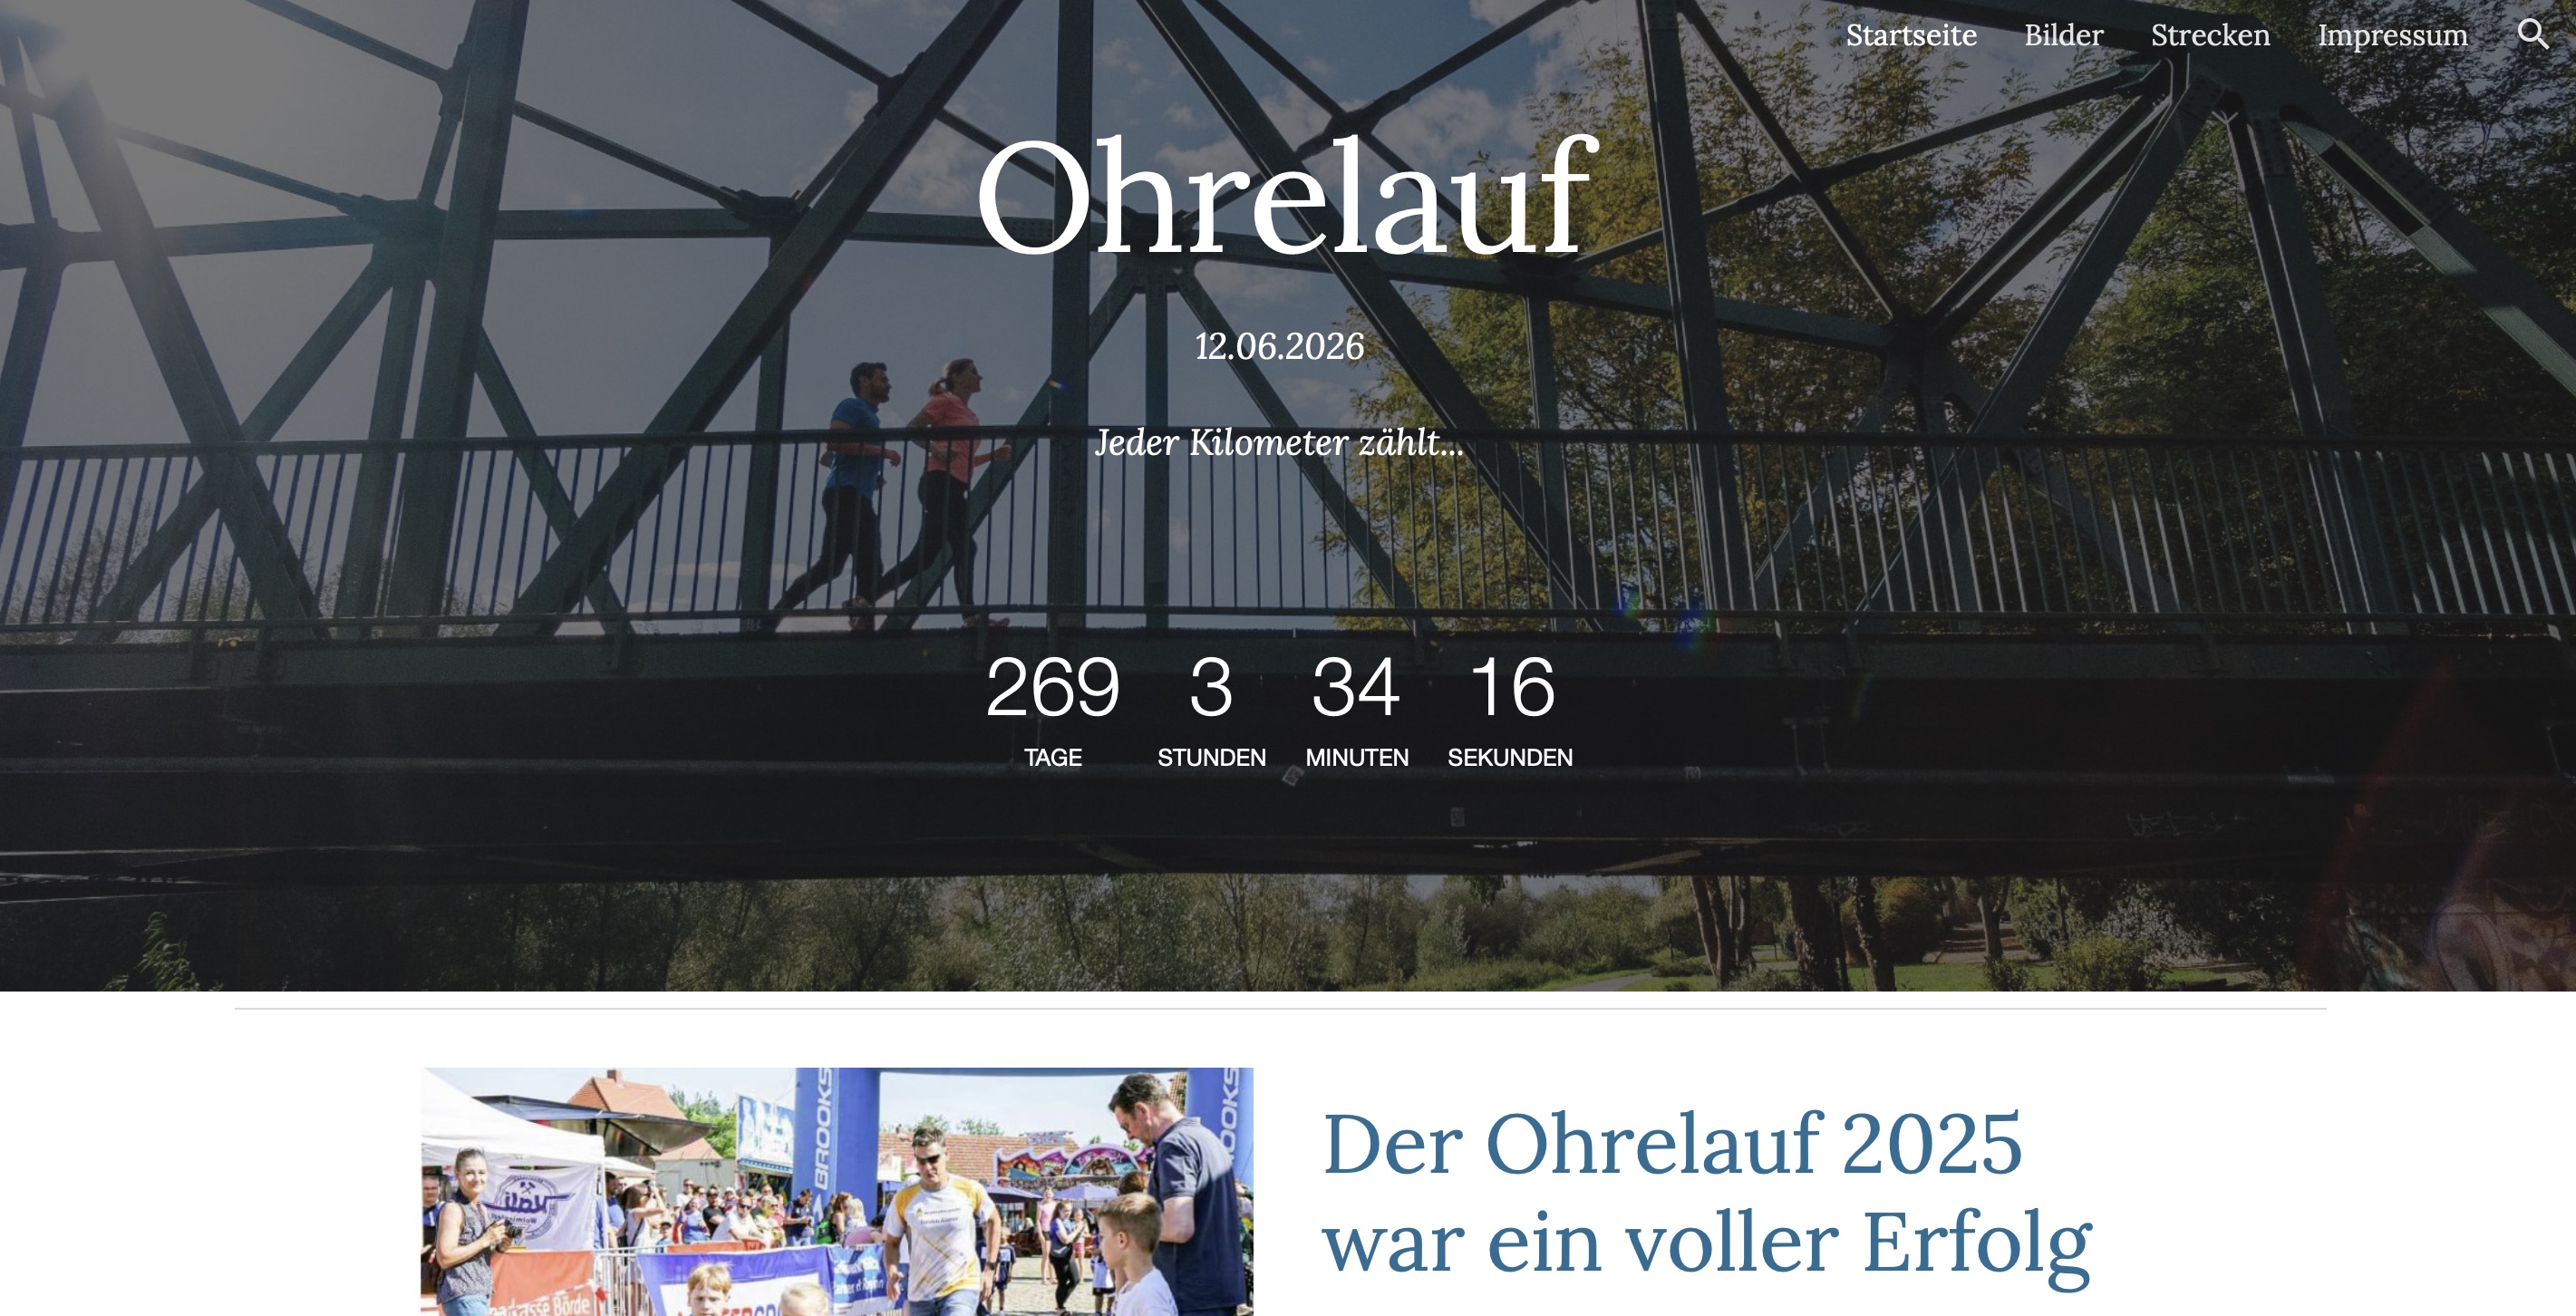 Startseite Bilder Strecken Impressum
Ohrelauf
12.06.2026
Jeder Kilometer zählt...
269 3 34 16
TAGE STUNDEN MINUTEN SEKUNDEN
BROOKS
Der Ohrelauf 2025
war ein voller Erfolg